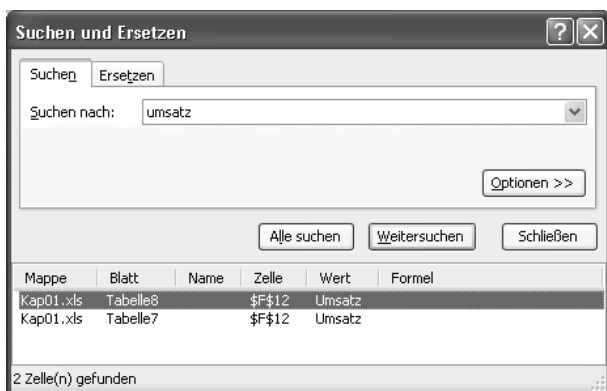 Suchen und Ersetzen
Suchen Ersetzen
Suchen nach: umsatz
Optionen >>
Alle suchen Weitersuchen Schließen
Mappe Blatt Name Zelle Wert Formel
Kap01.xls Tabelle8 $F$12 Umsatz
Kap01.xls Tabelle7 $F$12 Umsatz
2 Zelle(n) gefunden